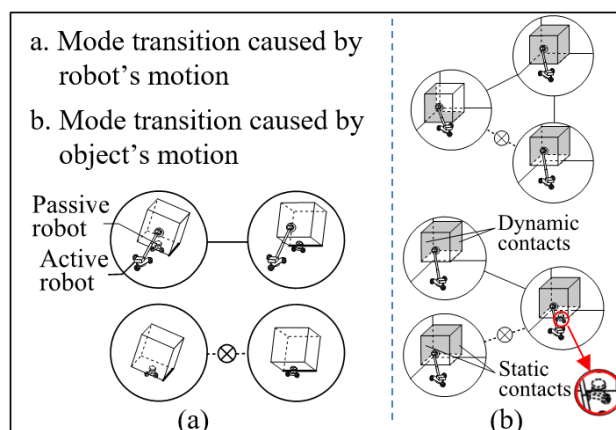 a. Mode transition caused by
robot's motion
b. Mode transition caused by
object's motion
Passive
robot
Active
robot
(a)
Dynamic
contacts
Static
contacts
(b)